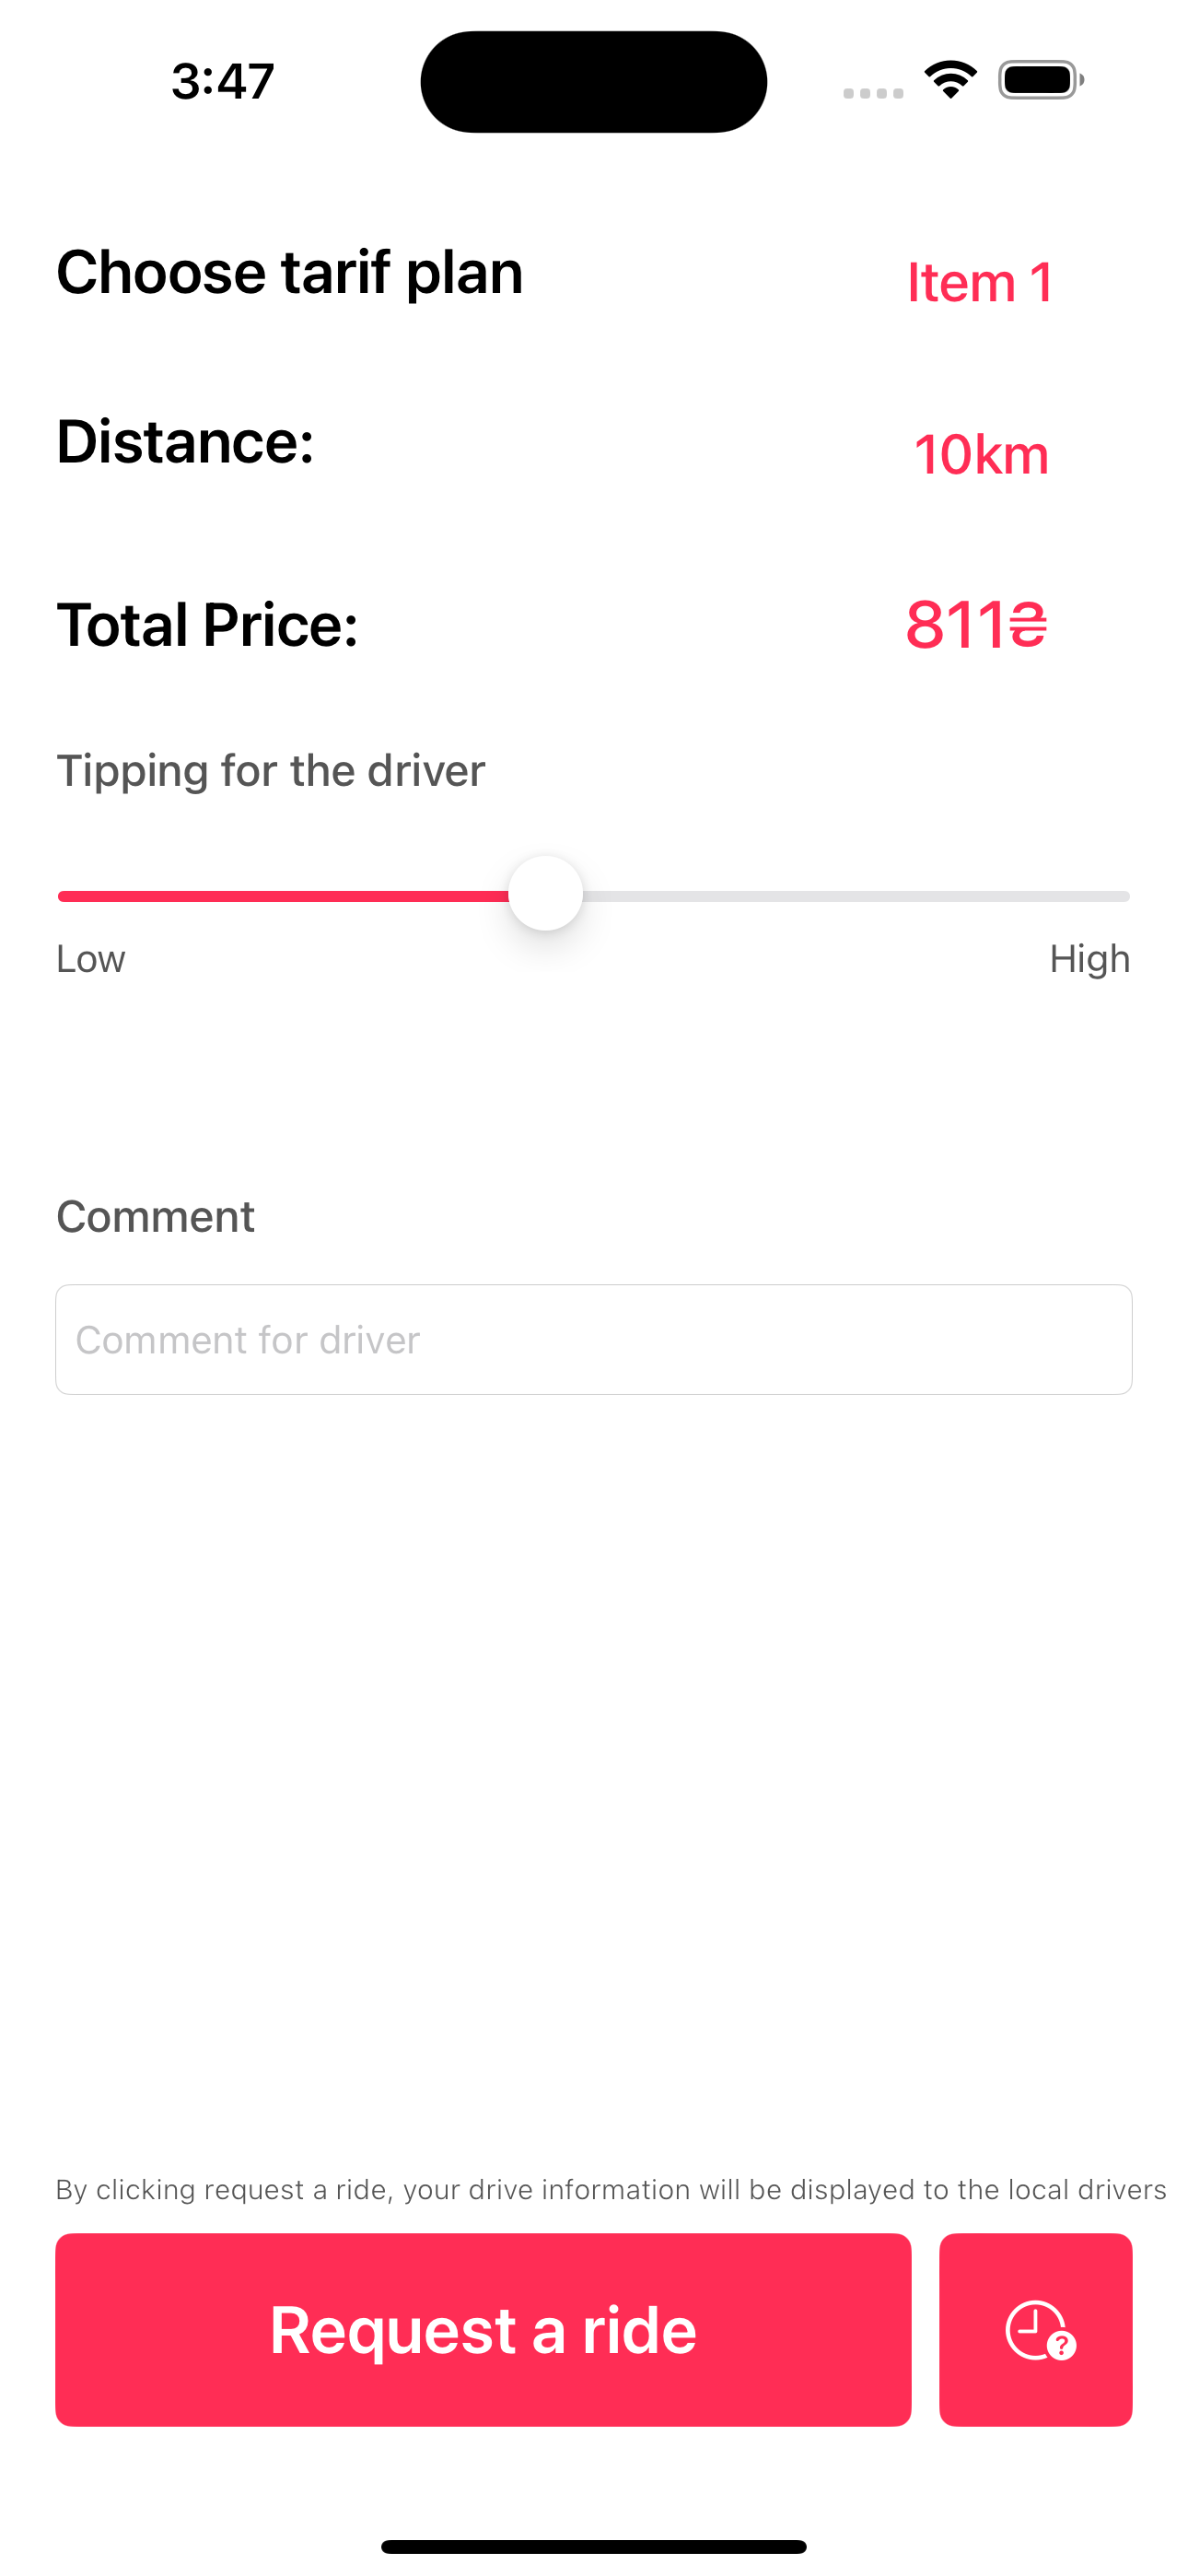 3:47
Choose tarif plan
Item 1
Distance:
10km
Total Price:
811₴
Tipping for the driver
Low
High
Comment
Comment for driver
By clicking request a ride, your drive information will be displayed to the local drivers
Request a ride
?